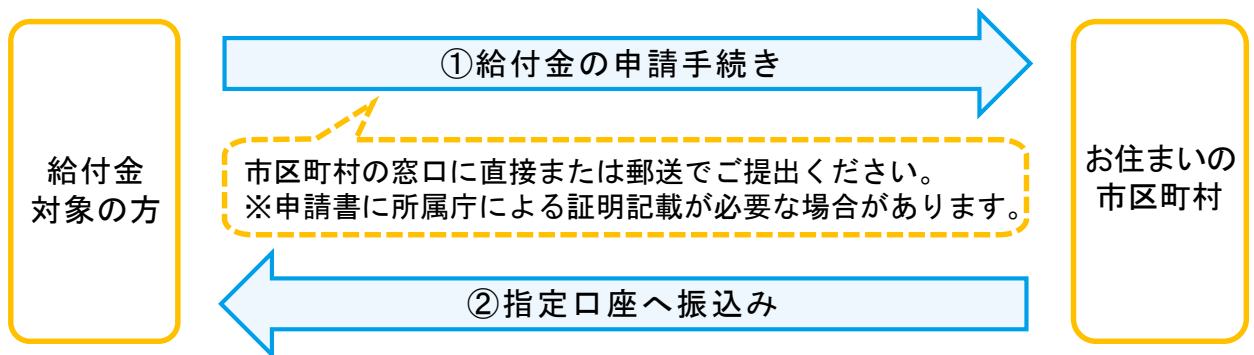 給付金
対象の方
①給付金の申請手続き
市区町村の窓口に直接または郵送でご提出ください。
※申請書に所属庁による証明記載が必要な場合があります。
②指定口座へ振込み
お住まいの
市区町村